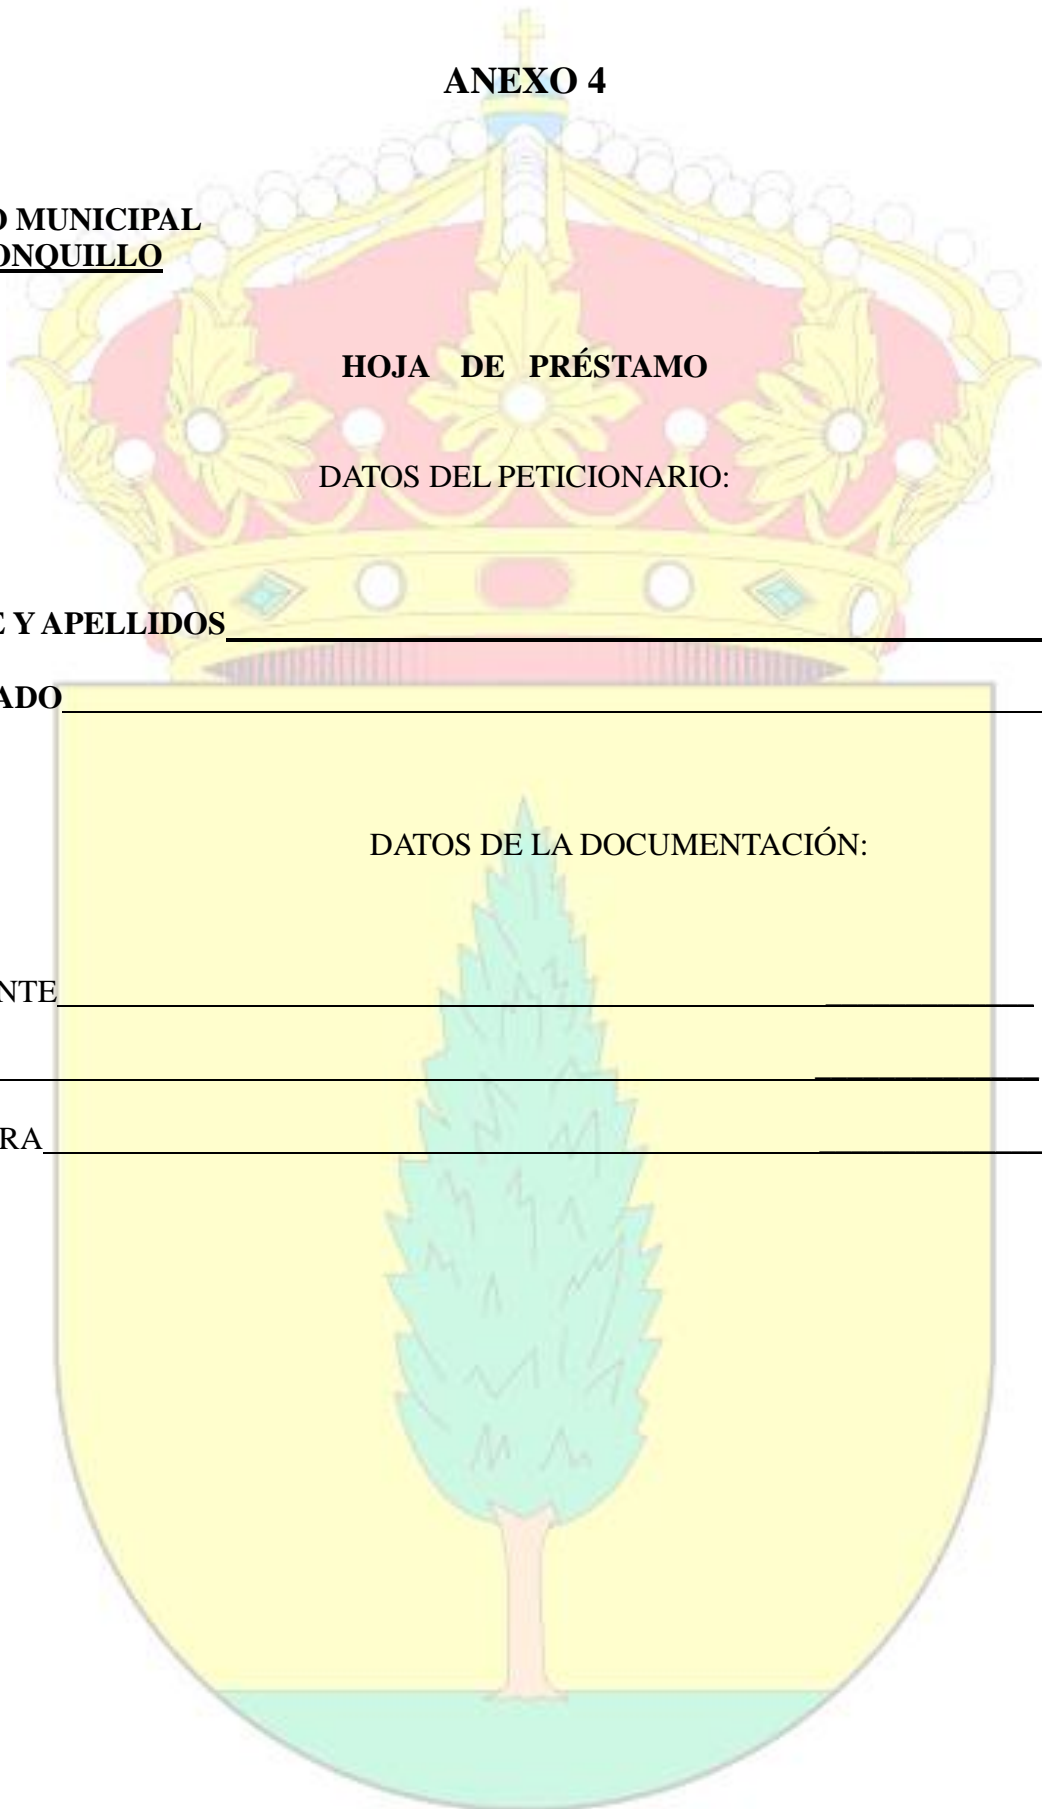 ANEXO 4
O MUNICIPAL
ONQUILLO
HOJA DE PRÉSTAMO
DATOS DEL PETICIONARIO:
E Y APELLIDOS
ADO
DATOS DE LA DOCUMENTACIÓN:
NTE
RA